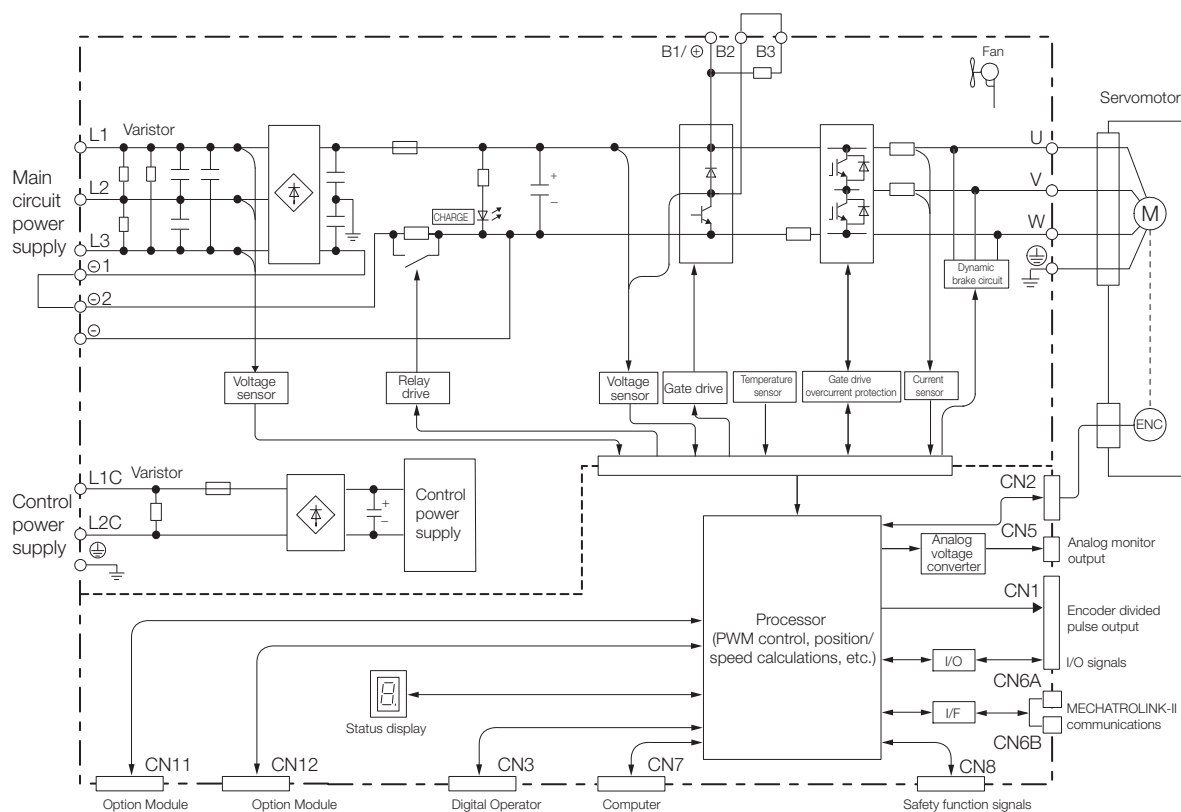 B1/ ⊕
B2
B3
Fan
Servomotor
Main
circuit
power
supply
L1
Varistor
L2
L3
⊖ 1
⊖ 2
⊖
CHARGE
+
–
U
V
W
M
Dynamic
brake circuit
Voltage
sensor
Relay
drive
Voltage
sensor
Gate drive
Temperature
sensor
Gate drive
overcurrent protection
Current
sensor
ENC
Control
power
supply
L1C
Varistor
L2C
+
–
Control
power
supply
CN2
CN5
Analog
voltage
converter
Analog monitor
output
CN1
Encoder divided
pulse output
Processor
(PWM control, position/
speed calculations, etc.)
I/O
I/O signals
CN6A
I/F
MECHATROLINK-II
communications
CN6B
8.
Status display
CN11
CN12
CN3
CN7
CN8
Option Module
Option Module
Digital Operator
Computer
Safety function signals